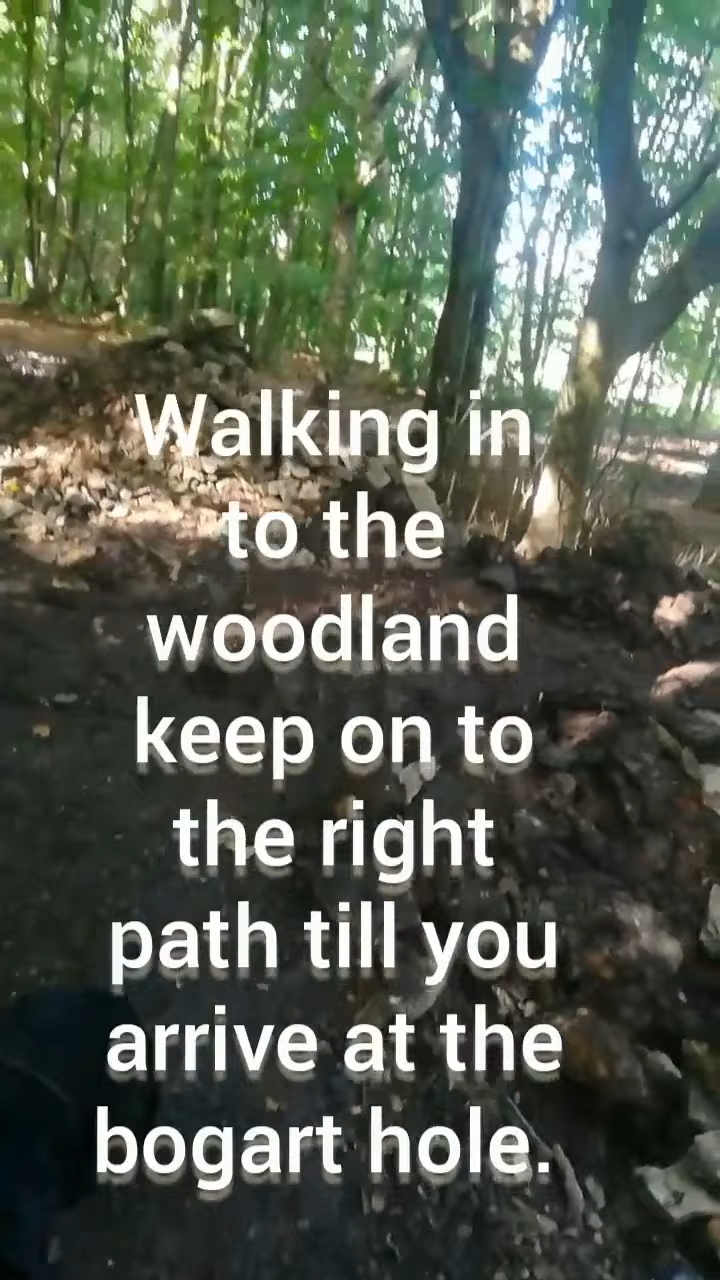 Walking in
to the
woodland
keep on to
the right
path till you
arrive at the
bogart hole.